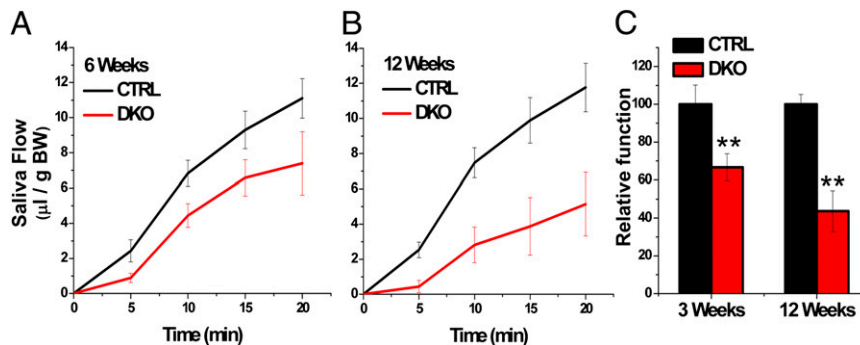 A
14
12
10
8
6
4
2
0
6 Weeks
CTRL
DKO
Saliva Flow
(μl / g BW)
0 5 10 15 20
Time (min)
B
14
12
10
8
6
4
2
0
12 Weeks
CTRL
DKO
0 5 10 15 20
Time (min)
C
CTRL
DKO
120
100
80
60
40
20
0
Relative function
**
**
3 Weeks 12 Weeks